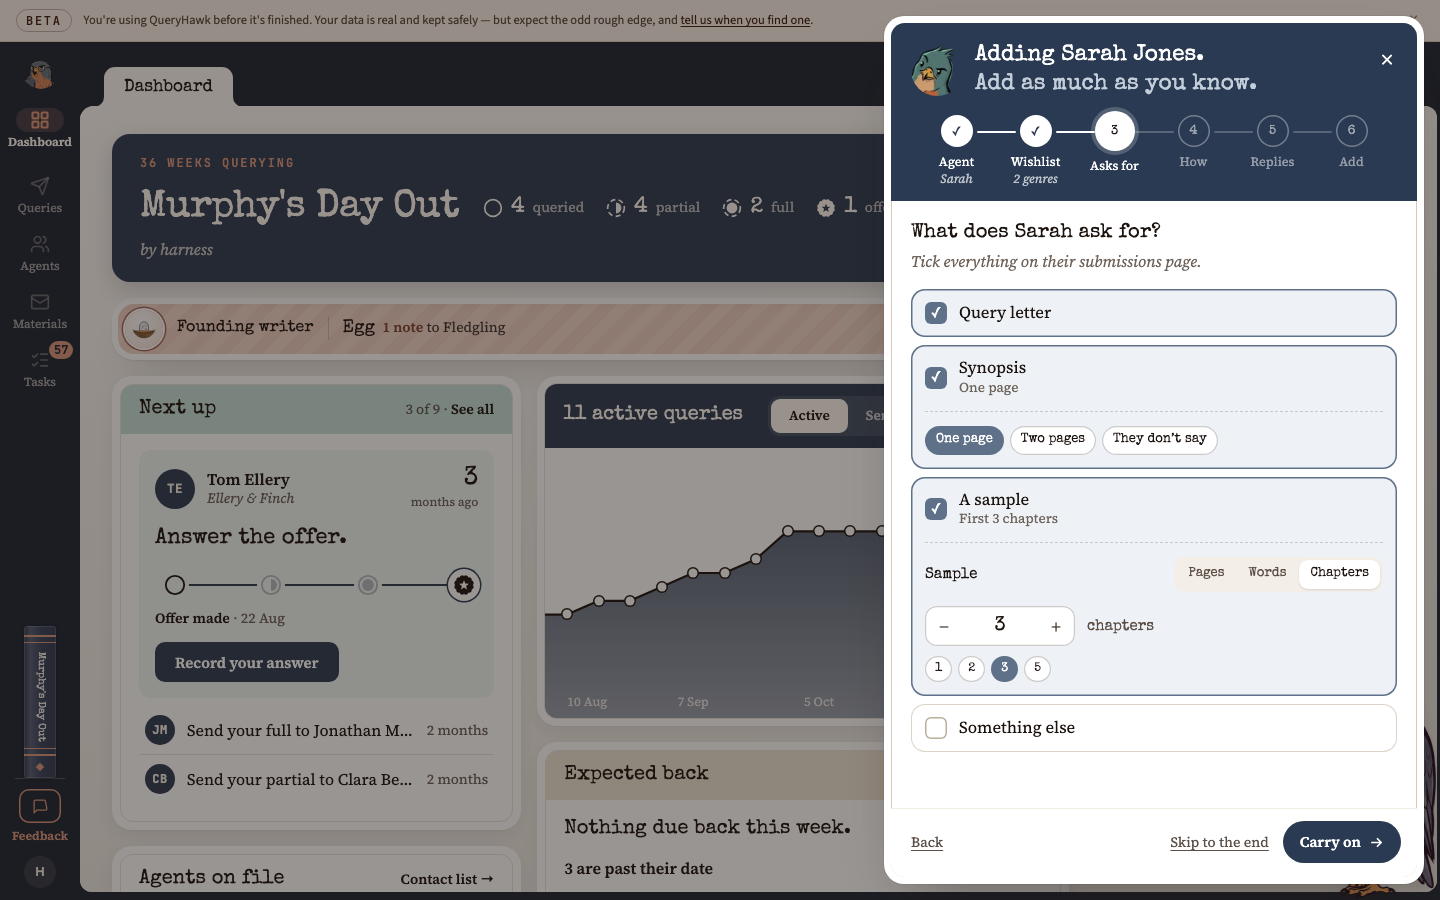 BETA You're using QueryHawk before it's finished. Your data is real and kept safely — but expect the odd rough edge, and tell us when you find one.
Dashboard
Queries
Agents
Materials
57
Tasks
Murphy's Day Out
Feedback
H
Dashboard
36 WEEKS QUERYING
Murphy's Day Out 4 queried 4 partial 2 full 1
by harness
Founding writer Egg 1 note to Fledgling
Next up 3 of 9 · See all
TE Tom Ellery 3
Ellery & Finch months ago
Answer the offer.
Offer made · 22 Aug
Record your answer
JM Send your full to Jonathan M... 2 months
CB Send your partial to Clara Be... 2 months
Agents on file Contact list →
11 active queries Active
10 Aug 7 Sep 5 Oct
Expected back
Nothing due back this week.
3 are past their date
Adding Sarah Jones.
Add as much as you know.
✓ ✓ 3 4 5 6
Agent Wishlist Asks for How Replies Add
Sarah 2 genres
What does Sarah ask for?
Tick everything on their submissions page.
Query letter
Synopsis
One page
One page Two pages They don't say
A sample
First 3 chapters
Sample Pages Words Chapters
− 3 + chapters
1 2 3 5
Something else
Back Skip to the end Carry on →